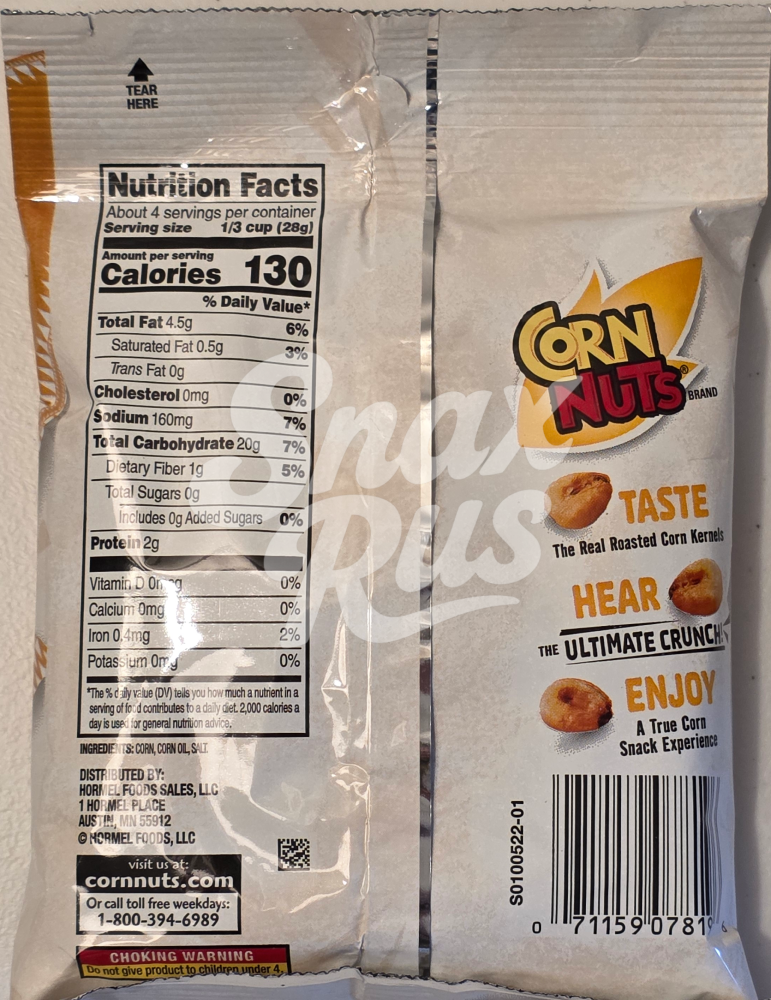 TEAR
HERE
Nutrition Facts
About 4 servings per container
Serving size 1/3 cup (28g)
Amount per serving
Calories 130
% Daily Value*
Total Fat 4.5g 6%
Saturated Fat 0.5g 3%
Trans Fat 0g
Cholesterol 0mg 0%
Sodium 160mg 7%
Total Carbohydrate 20g 7%
Dietary Fiber 1g 5%
Total Sugars 0g
Includes 0g Added Sugars 0%
Protein 2g
Vitamin D 0mcg 0%
Calcium 0mg 0%
Iron 0.4mg 2%
Potassium 0mg 0%
*The % daily value (DV) tells you how much a nutrient in a
serving of food contributes to a daily diet. 2,000 calories a
day is used for general nutrition advice.
INGREDIENTS: CORN, CORN OIL, SALT
DISTRIBUTED BY:
HORMEL FOODS SALES, LLC
1 HORMEL PLACE
AUSTIN, MN 55912
© HORMEL FOODS, LLC
visit us at:
cornnuts.com
Or call toll free weekdays:
1-800-394-6989
CHOKING WARNING
Do not give product to children under 4.
CORN
NUTS®
BRAND
TASTE
The Real Roasted Corn Kernels
HEAR
THE ULTIMATE CRUNCH!
ENJOY
A True Corn
Snack Experience
S0100522-01
0 71159 0781
Snax
Rus